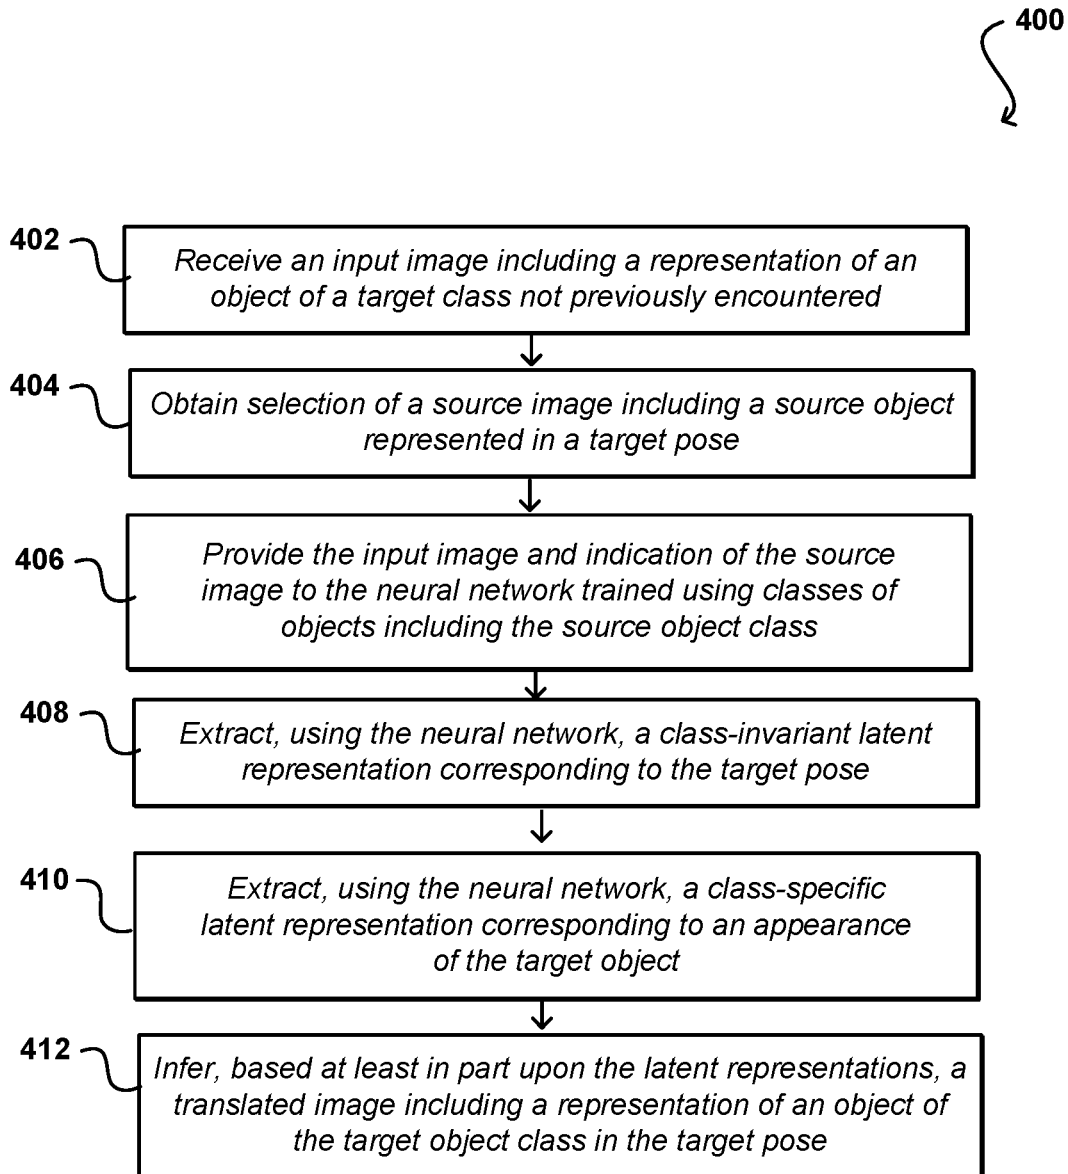 400
402
Receive an input image including a representation of an
object of a target class not previously encountered
404
Obtain selection of a source image including a source object
represented in a target pose
406
Provide the input image and indication of the source
image to the neural network trained using classes of
objects including the source object class
408
Extract, using the neural network, a class-invariant latent
representation corresponding to the target pose
410
Extract, using the neural network, a class-specific
latent representation corresponding to an appearance
of the target object
412
Infer, based at least in part upon the latent representations, a
translated image including a representation of an object of
the target object class in the target pose